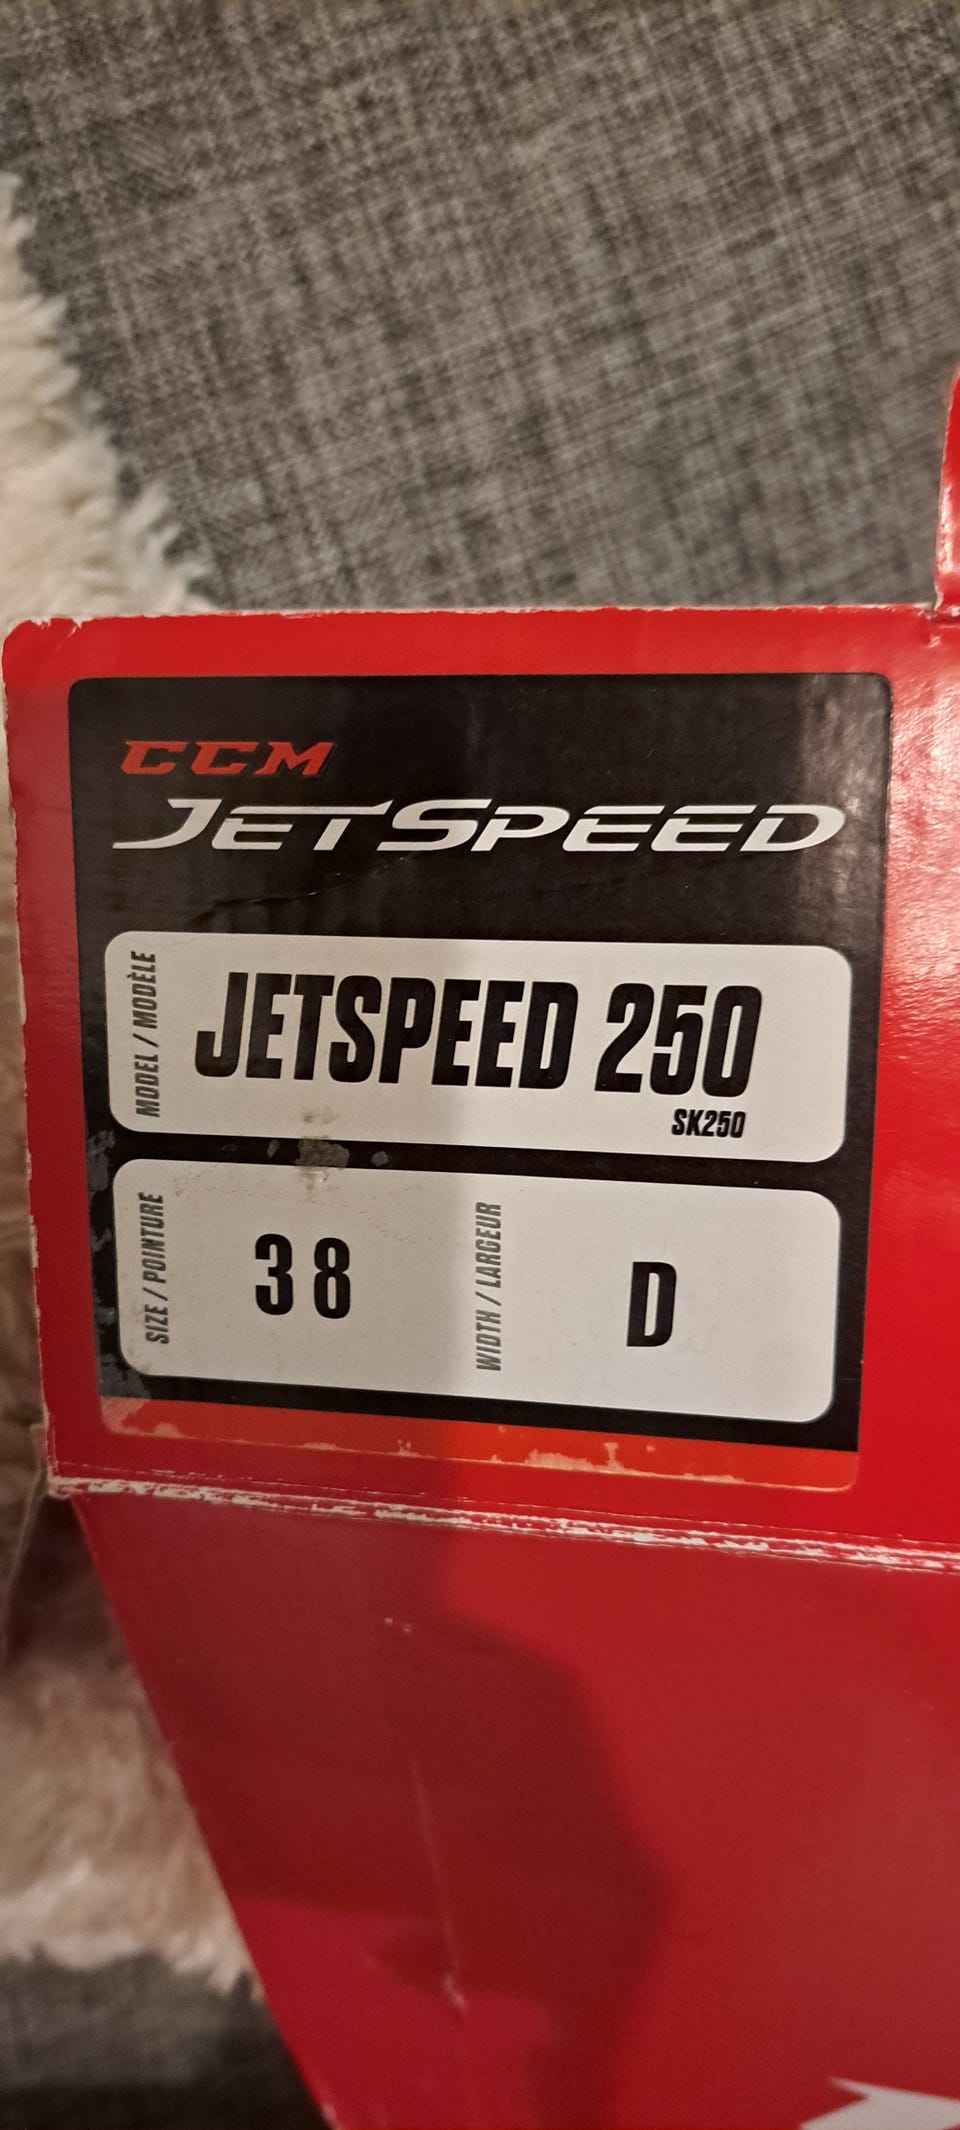 CCM
JETSPEED
MODEL / MODÈLE
JETSPEED 250
SK250
SIZE / POINTURE
38
WIDTH / LARGEUR
D